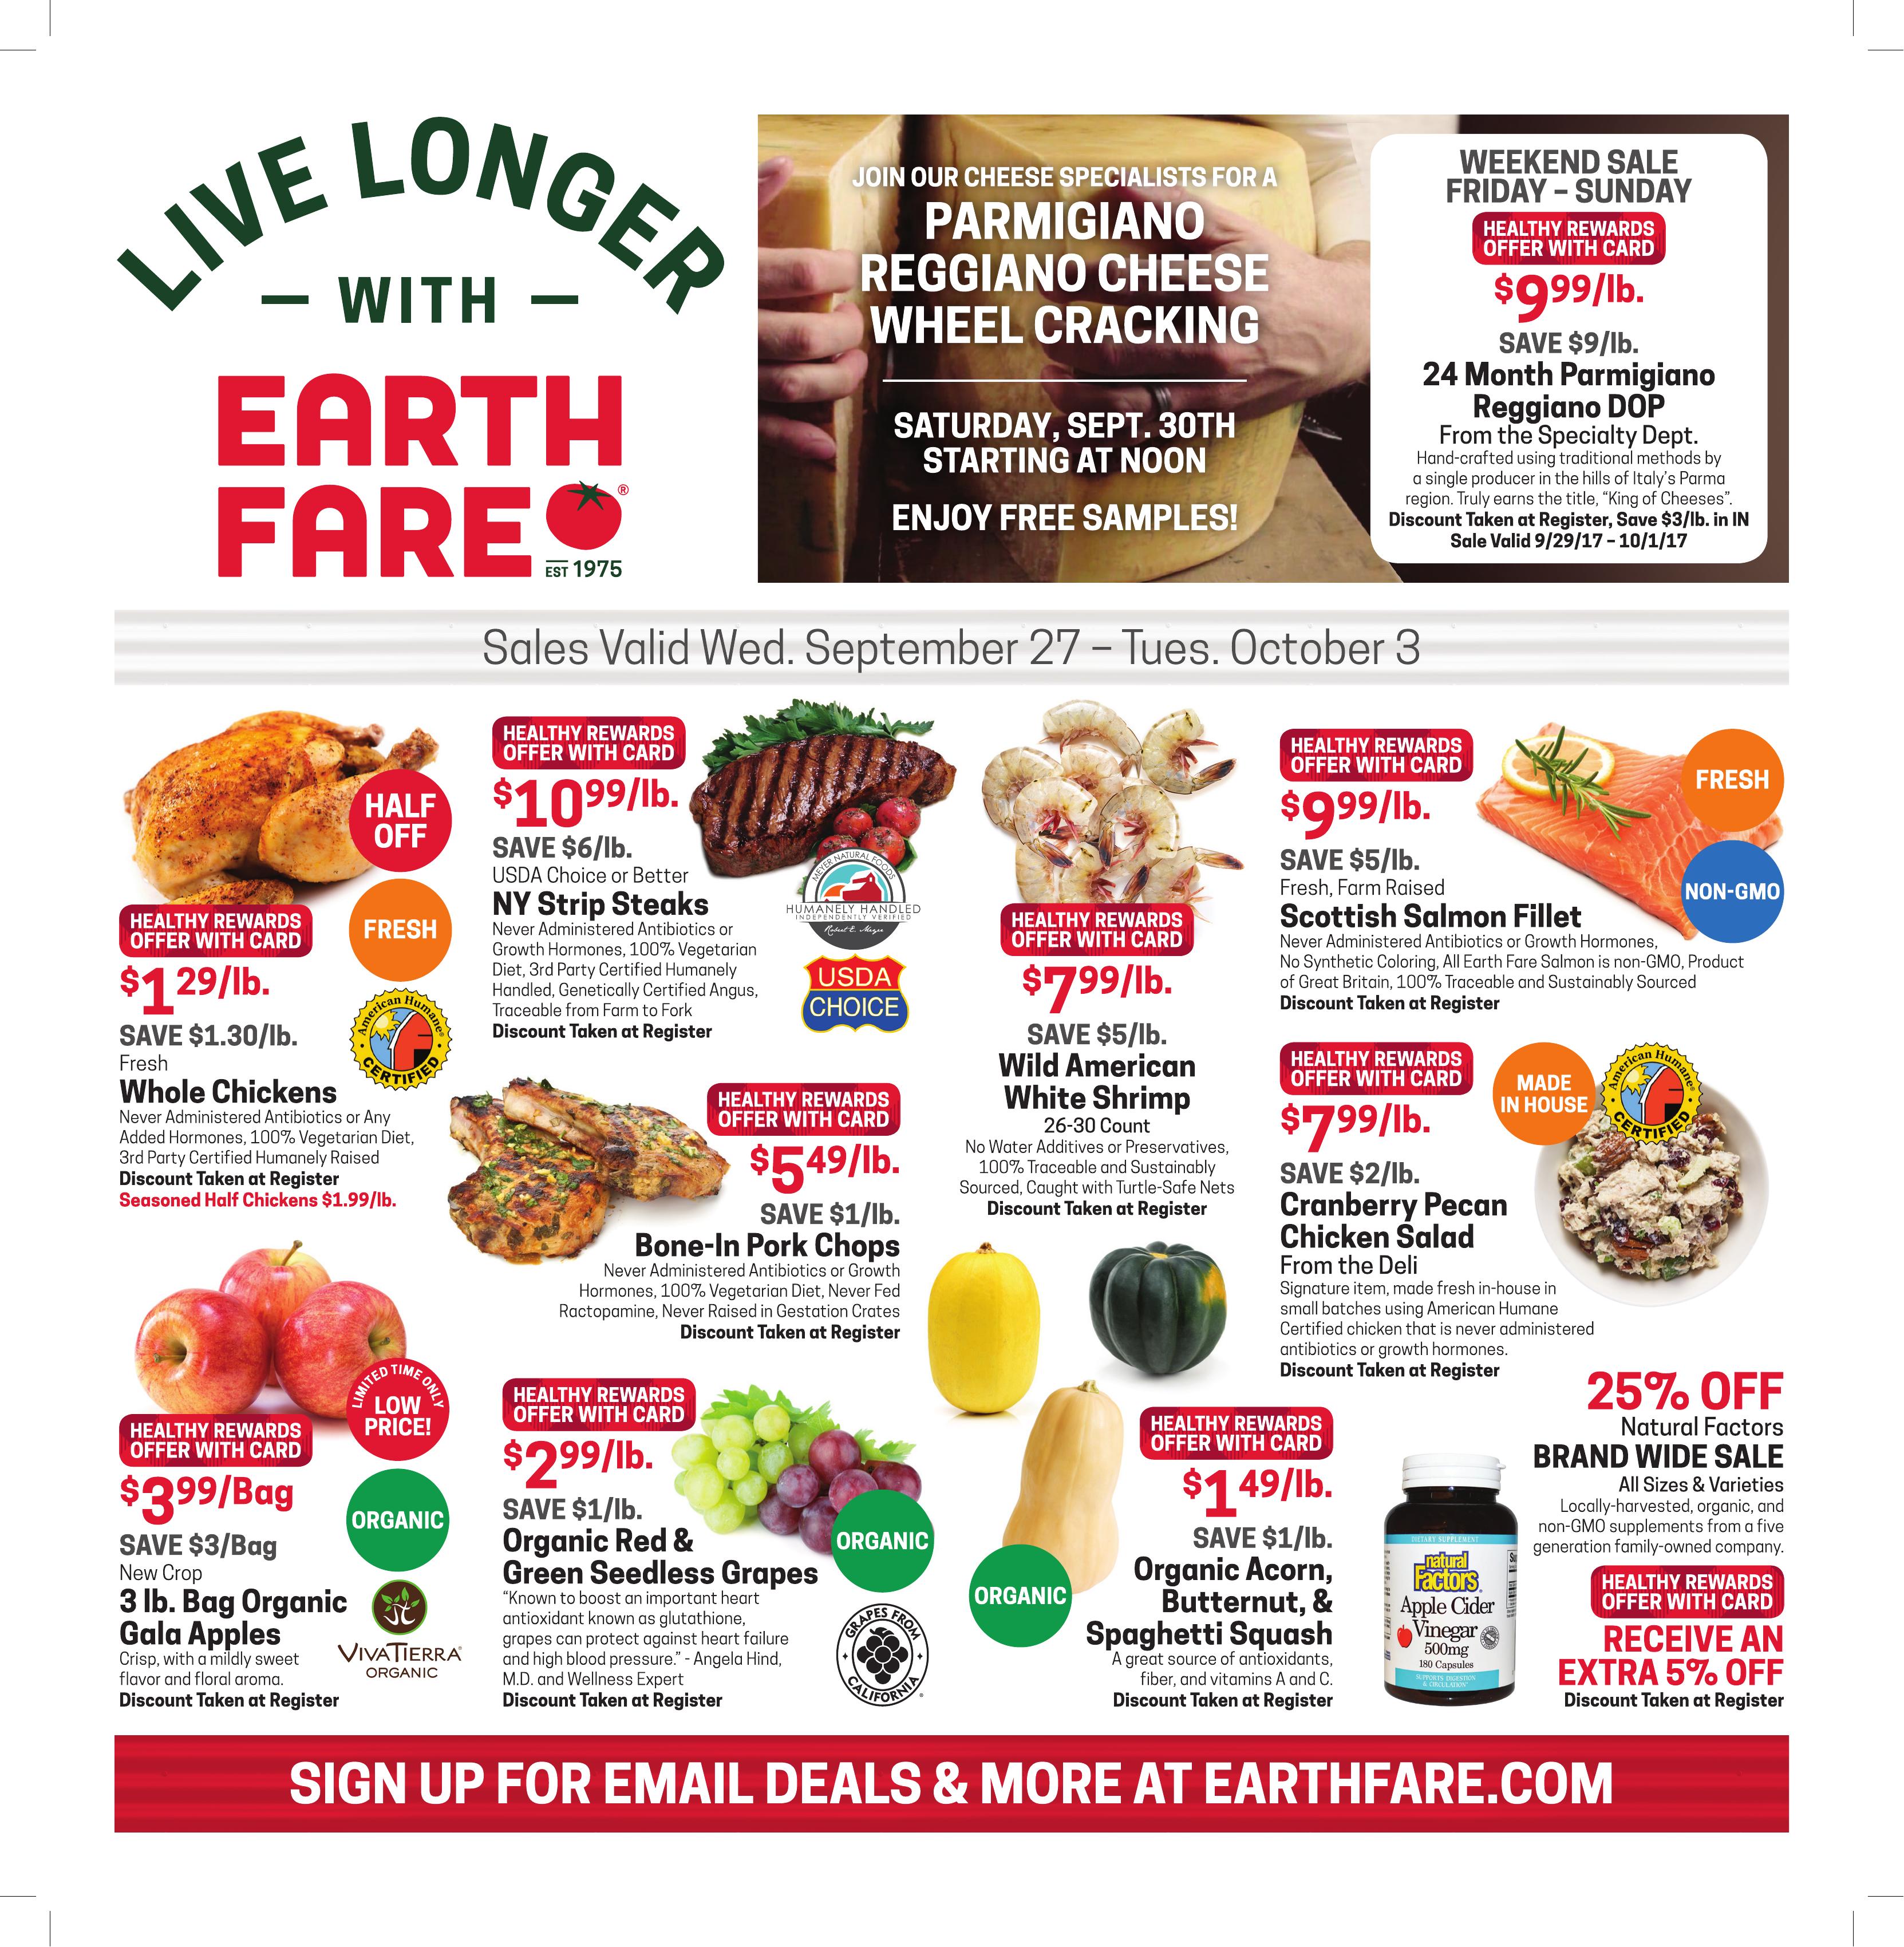 LIVE LONGER
— WITH —
EARTH
FARE®
EST 1975
JOIN OUR CHEESE SPECIALISTS FOR A
PARMIGIANO
REGGIANO CHEESE
WHEEL CRACKING
SATURDAY, SEPT. 30TH
STARTING AT NOON
ENJOY FREE SAMPLES!
WEEKEND SALE
FRIDAY – SUNDAY
HEALTHY REWARDS
OFFER WITH CARD
$9 99/lb.
SAVE $9/lb.
24 Month Parmigiano
Reggiano DOP
From the Specialty Dept.
Hand-crafted using traditional methods by
a single producer in the hills of Italy's Parma
region. Truly earns the title, “King of Cheeses”.
Discount Taken at Register, Save $3/lb. in IN
Sale Valid 9/29/17 – 10/1/17
Sales Valid Wed. September 27 – Tues. October 3
HALF
OFF
FRESH
American Humane
CERTIFIED
HEALTHY REWARDS
OFFER WITH CARD
$1 29/lb.
SAVE $1.30/lb.
Fresh
Whole Chickens
Never Administered Antibiotics or Any
Added Hormones, 100% Vegetarian Diet,
3rd Party Certified Humanely Raised
Discount Taken at Register
Seasoned Half Chickens $1.99/lb.
HEALTHY REWARDS
OFFER WITH CARD
$10 99/lb.
SAVE $6/lb.
USDA Choice or Better
NY Strip Steaks
Never Administered Antibiotics or
Growth Hormones, 100% Vegetarian
Diet, 3rd Party Certified Humanely
Handled, Genetically Certified Angus,
Traceable from Farm to Fork
Discount Taken at Register
MEYER NATURAL FOODS
HUMANELY HANDLED
INDEPENDENTLY VERIFIED
Robert E. Meyer
USDA
CHOICE
HEALTHY REWARDS
OFFER WITH CARD
$5 49/lb.
SAVE $1/lb.
Bone-In Pork Chops
Never Administered Antibiotics or Growth
Hormones, 100% Vegetarian Diet, Never Fed
Ractopamine, Never Raised in Gestation Crates
Discount Taken at Register
HEALTHY REWARDS
OFFER WITH CARD
$7 99/lb.
SAVE $5/lb.
Wild American
White Shrimp
26-30 Count
No Water Additives or Preservatives,
100% Traceable and Sustainably
Sourced, Caught with Turtle-Safe Nets
Discount Taken at Register
HEALTHY REWARDS
OFFER WITH CARD
$9 99/lb.
SAVE $5/lb.
Fresh, Farm Raised
Scottish Salmon Fillet
Never Administered Antibiotics or Growth Hormones,
No Synthetic Coloring, All Earth Fare Salmon is non-GMO, Product
of Great Britain, 100% Traceable and Sustainably Sourced
Discount Taken at Register
FRESH
NON-GMO
HEALTHY REWARDS
OFFER WITH CARD
$7 99/lb.
SAVE $2/lb.
Cranberry Pecan
Chicken Salad
From the Deli
Signature item, made fresh in-house in
small batches using American Humane
Certified chicken that is never administered
antibiotics or growth hormones.
Discount Taken at Register
MADE
IN HOUSE
American Humane
CERTIFIED
LIMITED TIME ONLY
LOW
PRICE!
HEALTHY REWARDS
OFFER WITH CARD
$3 99/Bag
SAVE $3/Bag
New Crop
3 lb. Bag Organic
Gala Apples
Crisp, with a mildly sweet
flavor and floral aroma.
Discount Taken at Register
ORGANIC
VIVATIERRA
ORGANIC
HEALTHY REWARDS
OFFER WITH CARD
$2 99/lb.
SAVE $1/lb.
Organic Red &
Green Seedless Grapes
“Known to boost an important heart
antioxidant known as glutathione,
grapes can protect against heart failure
and high blood pressure.” - Angela Hind,
M.D. and Wellness Expert
Discount Taken at Register
ORGANIC
GRAPES FROM
CALIFORNIA
ORGANIC
HEALTHY REWARDS
OFFER WITH CARD
$1 49/lb.
SAVE $1/lb.
Organic Acorn,
Butternut, &
Spaghetti Squash
A great source of antioxidants,
fiber, and vitamins A and C.
Discount Taken at Register
25% OFF
Natural Factors
BRAND WIDE SALE
All Sizes & Varieties
Locally-harvested, organic, and
non-GMO supplements from a five
generation family-owned company.
HEALTHY REWARDS
OFFER WITH CARD
RECEIVE AN
EXTRA 5% OFF
Discount Taken at Register
DIETARY SUPPLEMENT
natural
Factors
Apple Cider
Vinegar
500mg
180 Capsules
SUPPORTS DIGESTION
& CIRCULATION
SIGN UP FOR EMAIL DEALS & MORE AT EARTHFARE.COM